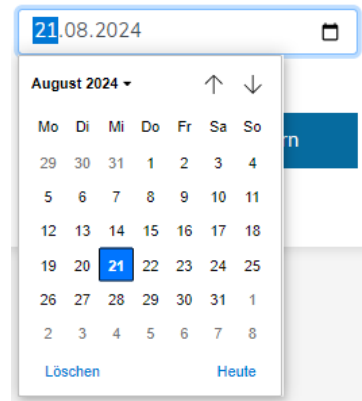 21.08.2024
August 2024
Mo Di Mi Do Fr Sa So
29 30 31 1 2 3 4
5 6 7 8 9 10 11
12 13 14 15 16 17 18
19 20 21 22 23 24 25
26 27 28 29 30 31 1
2 3 4 5 6 7 8
Löschen Heute